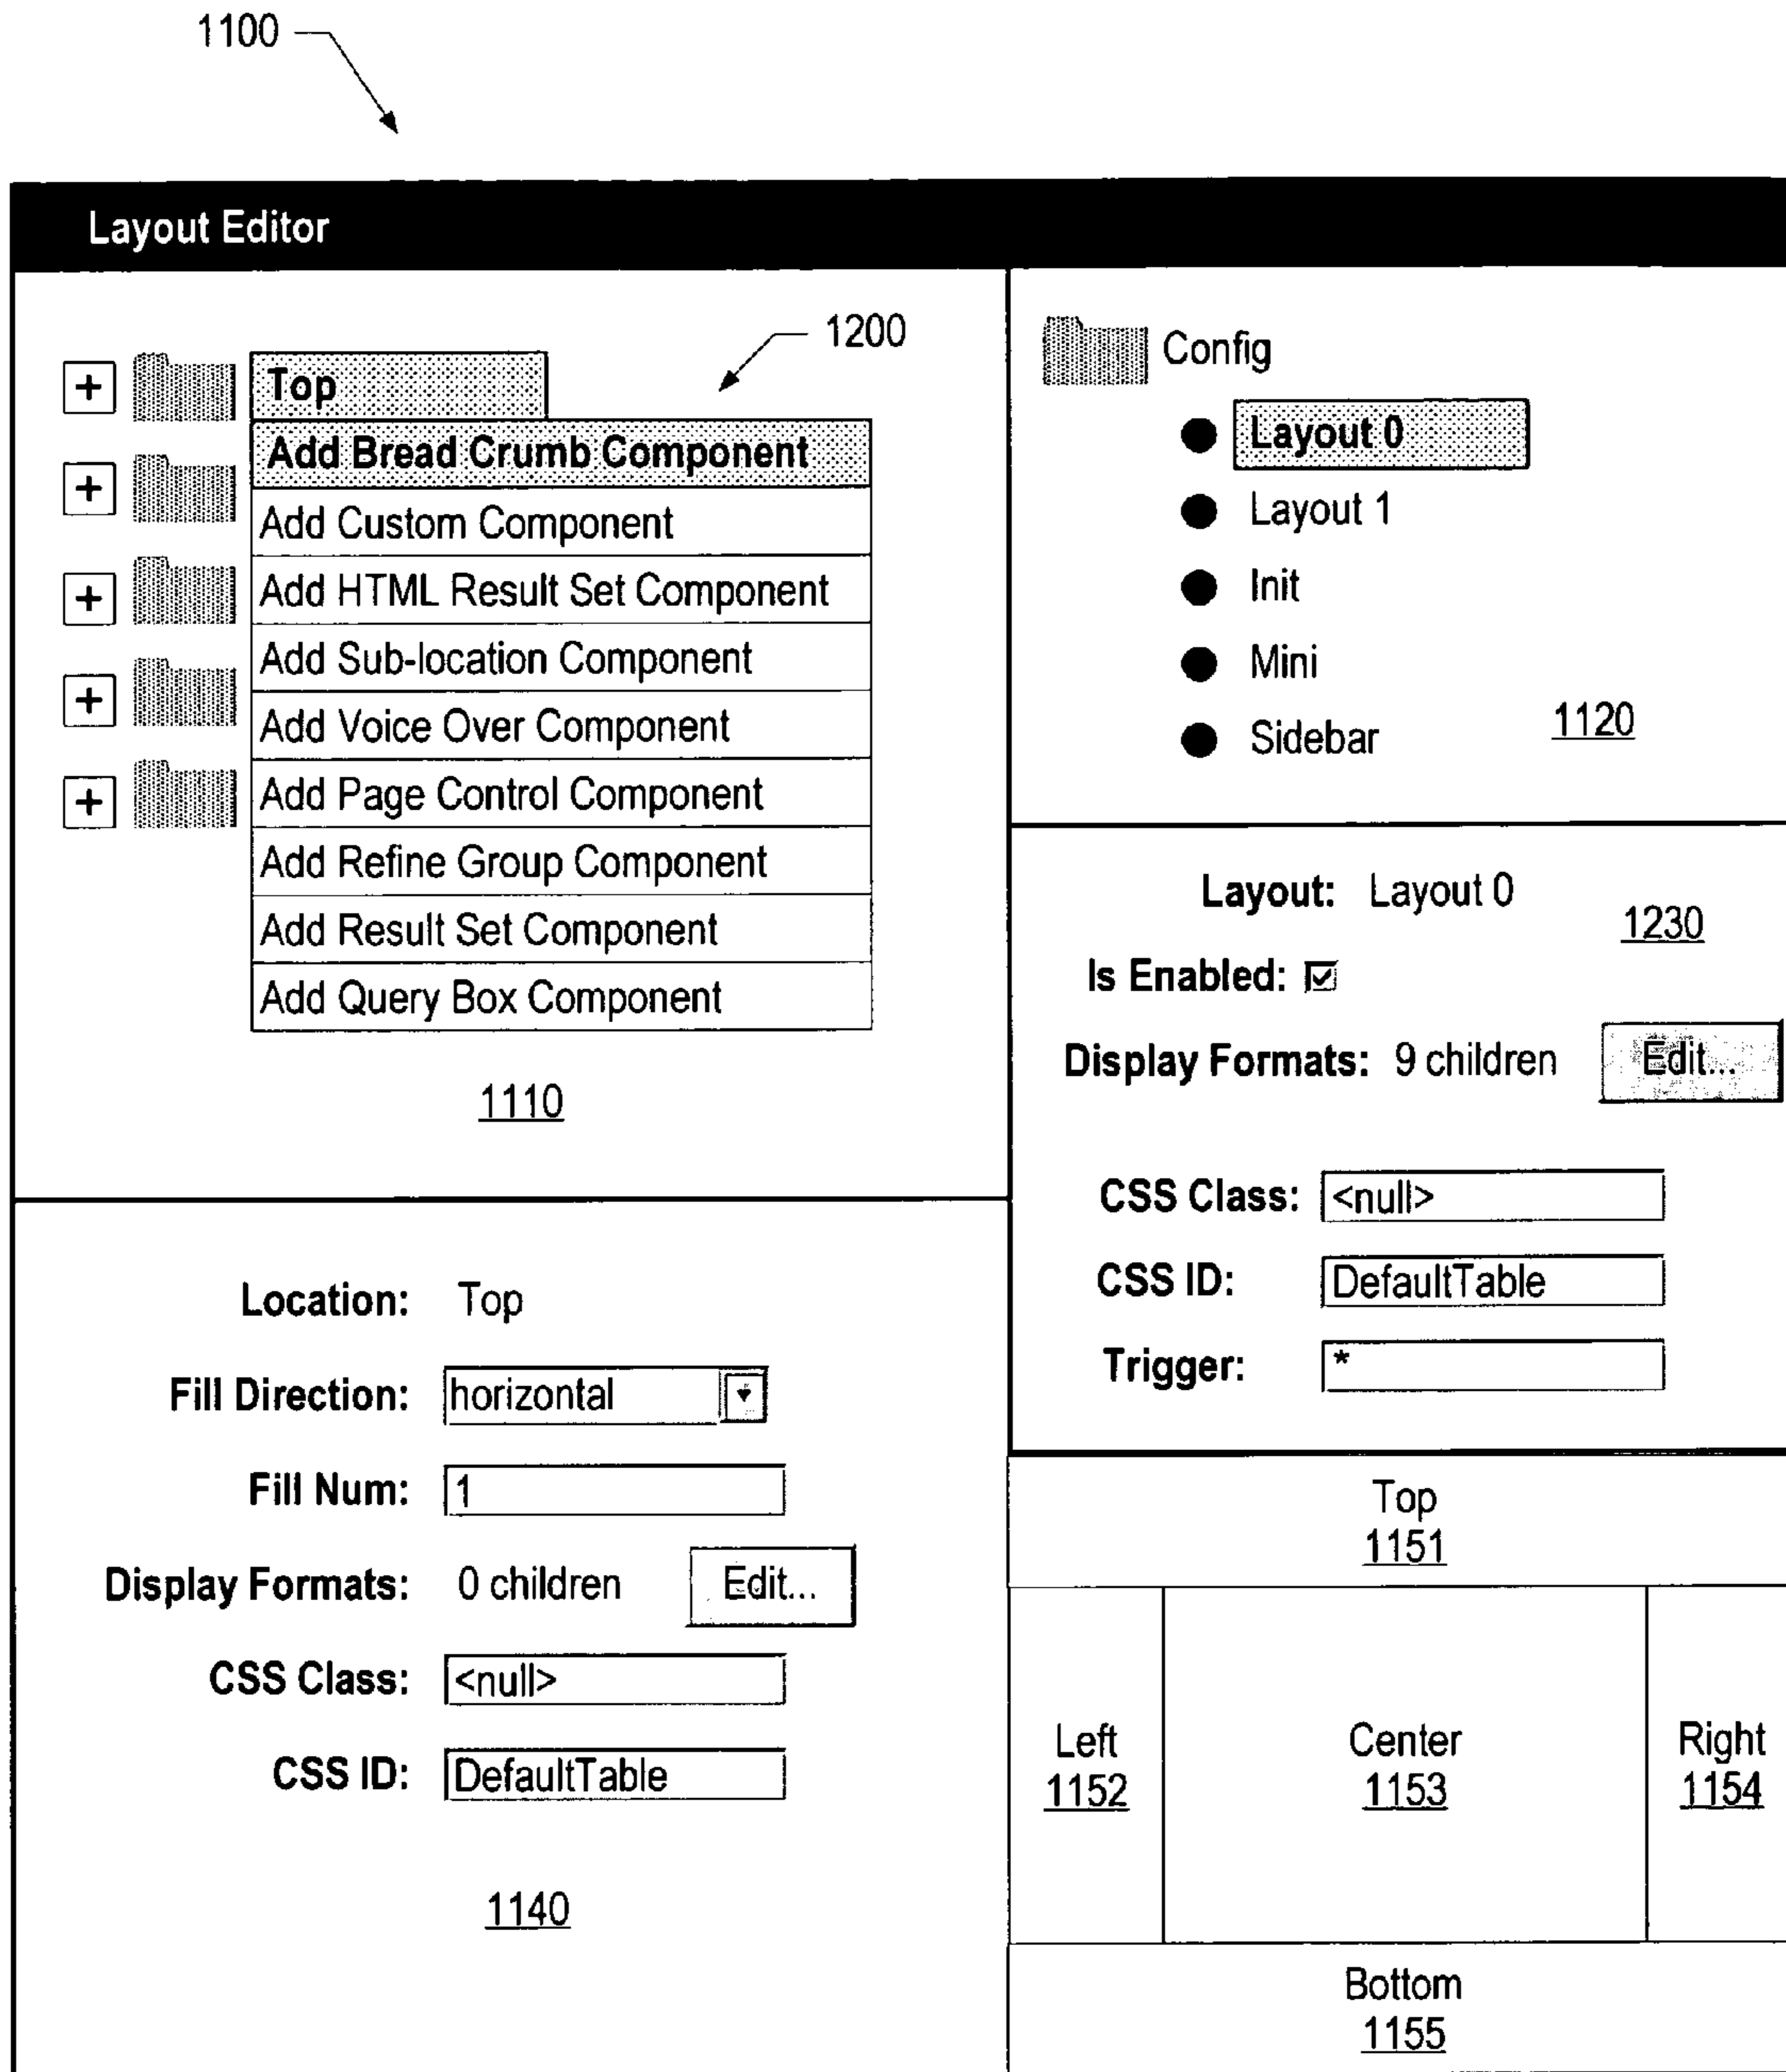 1100
Layout Editor
1200
+ Top
Add Bread Crumb Component
+
Add Custom Component
+ Add HTML Result Set Component
Add Sub-location Component
+ Add Voice Over Component
+ Add Page Control Component
Add Refine Group Component
Add Result Set Component
Add Query Box Component
1110
Config
Layout 0
Layout 1
Init
Mini
Sidebar
1120
Layout: Layout 0
1230
Is Enabled:
Display Formats: 9 children Edit...
CSS Class: <null>
CSS ID: DefaultTable
Trigger: *
Location: Top
Fill Direction: horizontal
Fill Num: 1
Display Formats: 0 children Edit...
CSS Class: <null>
CSS ID: DefaultTable
1140
Top
1151
Left
1152
Center
1153
Right
1154
Bottom
1155